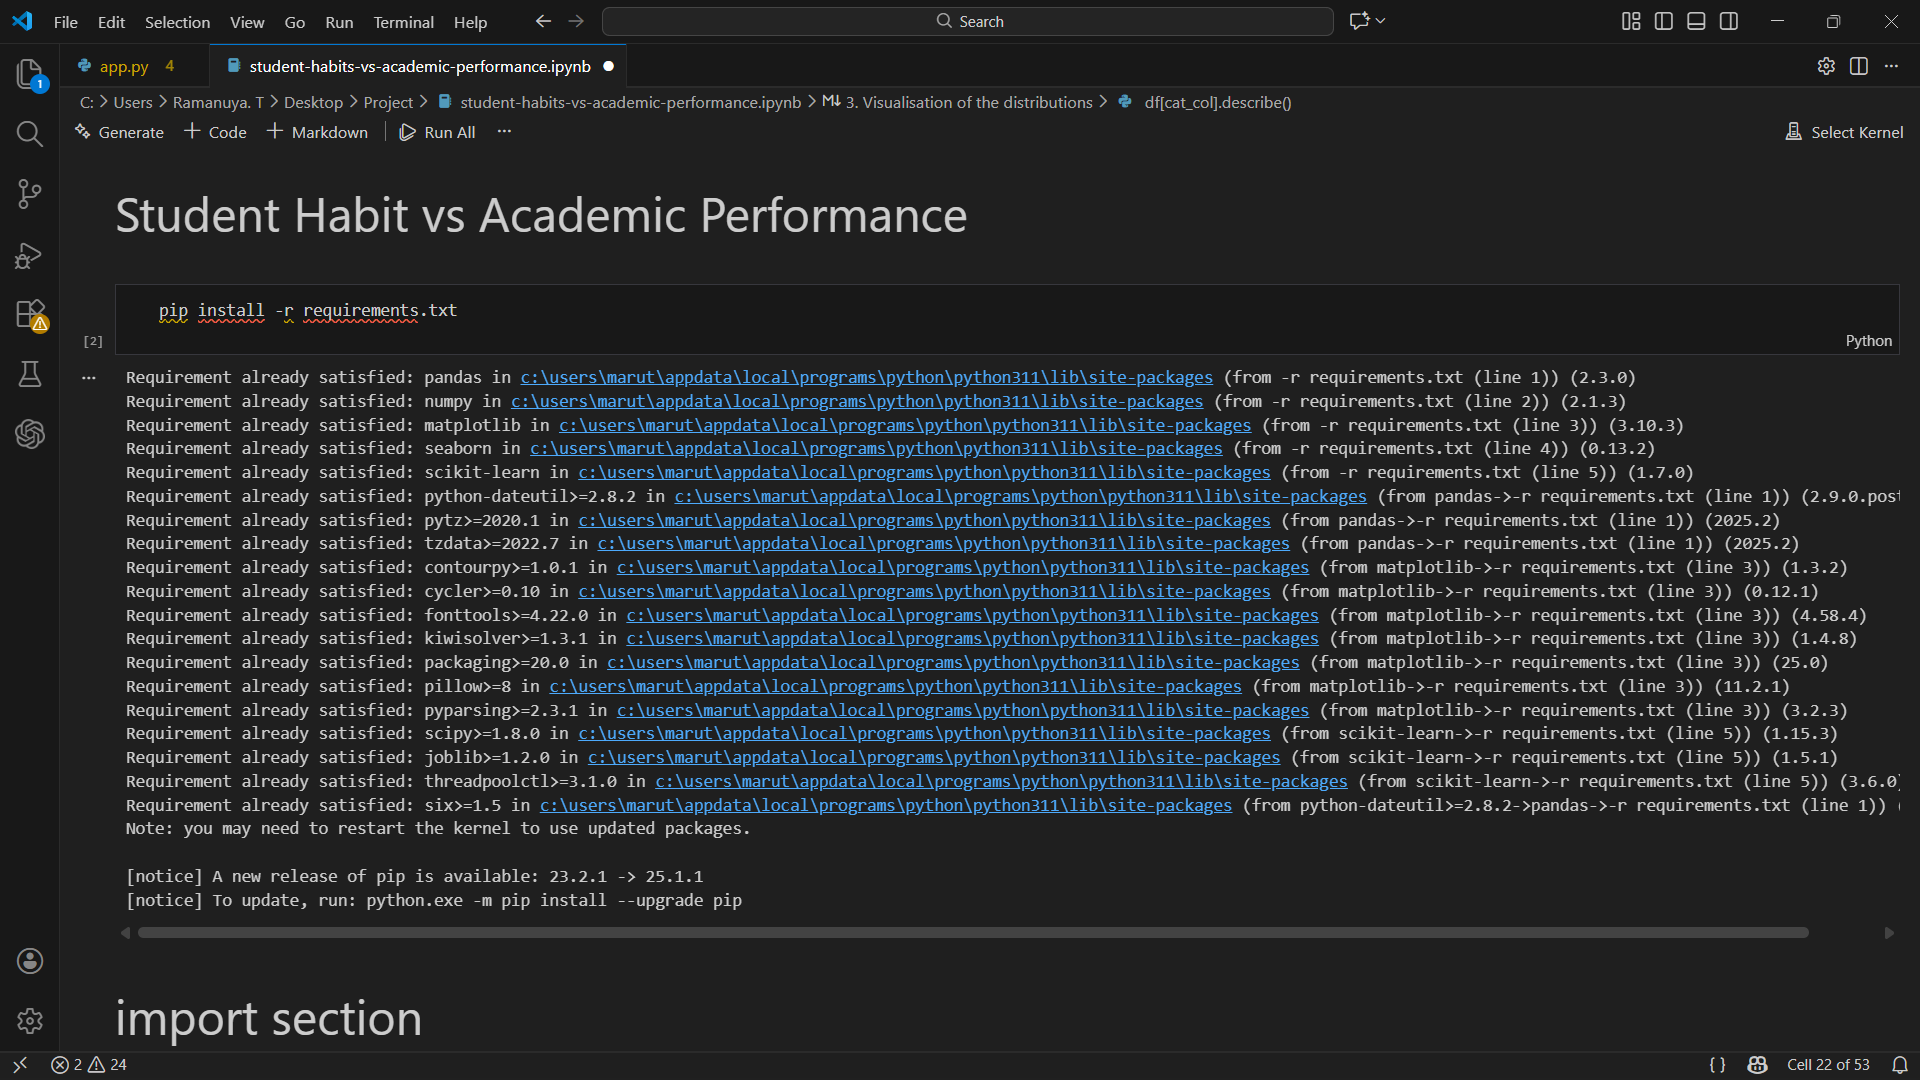 File Edit Selection View Go Run Terminal Help Search
app.py 4 student-habits-vs-academic-performance.ipynb
1
C: > Users > Ramanuya. T > Desktop > Project > student-habits-vs-academic-performance.ipynb > M↓ 3. Visualisation of the distributions > df[cat_col].describe()
Generate + Code + Markdown Run All ··· Select Kernel
Student Habit vs Academic Performance
pip install -r requirements.txt
[2] Python
Requirement already satisfied: pandas in c:\users\marut\appdata\local\programs\python\python311\lib\site-packages (from -r requirements.txt (line 1)) (2.3.0)
Requirement already satisfied: numpy in c:\users\marut\appdata\local\programs\python\python311\lib\site-packages (from -r requirements.txt (line 2)) (2.1.3)
Requirement already satisfied: matplotlib in c:\users\marut\appdata\local\programs\python\python311\lib\site-packages (from -r requirements.txt (line 3)) (3.10.3)
Requirement already satisfied: seaborn in c:\users\marut\appdata\local\programs\python\python311\lib\site-packages (from -r requirements.txt (line 4)) (0.13.2)
Requirement already satisfied: scikit-learn in c:\users\marut\appdata\local\programs\python\python311\lib\site-packages (from -r requirements.txt (line 5)) (1.7.0)
Requirement already satisfied: python-dateutil>=2.8.2 in c:\users\marut\appdata\local\programs\python\python311\lib\site-packages (from pandas->-r requirements.txt (line 1)) (2.9.0.post
Requirement already satisfied: pytz>=2020.1 in c:\users\marut\appdata\local\programs\python\python311\lib\site-packages (from pandas->-r requirements.txt (line 1)) (2025.2)
Requirement already satisfied: tzdata>=2022.7 in c:\users\marut\appdata\local\programs\python\python311\lib\site-packages (from pandas->-r requirements.txt (line 1)) (2025.2)
Requirement already satisfied: contourpy>=1.0.1 in c:\users\marut\appdata\local\programs\python\python311\lib\site-packages (from matplotlib->-r requirements.txt (line 3)) (1.3.2)
Requirement already satisfied: cycler>=0.10 in c:\users\marut\appdata\local\programs\python\python311\lib\site-packages (from matplotlib->-r requirements.txt (line 3)) (0.12.1)
Requirement already satisfied: fonttools>=4.22.0 in c:\users\marut\appdata\local\programs\python\python311\lib\site-packages (from matplotlib->-r requirements.txt (line 3)) (4.58.4)
Requirement already satisfied: kiwisolver>=1.3.1 in c:\users\marut\appdata\local\programs\python\python311\lib\site-packages (from matplotlib->-r requirements.txt (line 3)) (1.4.8)
Requirement already satisfied: packaging>=20.0 in c:\users\marut\appdata\local\programs\python\python311\lib\site-packages (from matplotlib->-r requirements.txt (line 3)) (25.0)
Requirement already satisfied: pillow>=8 in c:\users\marut\appdata\local\programs\python\python311\lib\site-packages (from matplotlib->-r requirements.txt (line 3)) (11.2.1)
Requirement already satisfied: pyparsing>=2.3.1 in c:\users\marut\appdata\local\programs\python\python311\lib\site-packages (from matplotlib->-r requirements.txt (line 3)) (3.2.3)
Requirement already satisfied: scipy>=1.8.0 in c:\users\marut\appdata\local\programs\python\python311\lib\site-packages (from scikit-learn->-r requirements.txt (line 5)) (1.15.3)
Requirement already satisfied: joblib>=1.2.0 in c:\users\marut\appdata\local\programs\python\python311\lib\site-packages (from scikit-learn->-r requirements.txt (line 5)) (1.5.1)
Requirement already satisfied: threadpoolctl>=3.1.0 in c:\users\marut\appdata\local\programs\python\python311\lib\site-packages (from scikit-learn->-r requirements.txt (line 5)) (3.6.0)
Requirement already satisfied: six>=1.5 in c:\users\marut\appdata\local\programs\python\python311\lib\site-packages (from python-dateutil>=2.8.2->pandas->-r requirements.txt (line 1)) (
Note: you may need to restart the kernel to use updated packages.
[notice] A new release of pip is available: 23.2.1 -> 25.1.1
[notice] To update, run: python.exe -m pip install --upgrade pip
import section
2 24 { } Cell 22 of 53